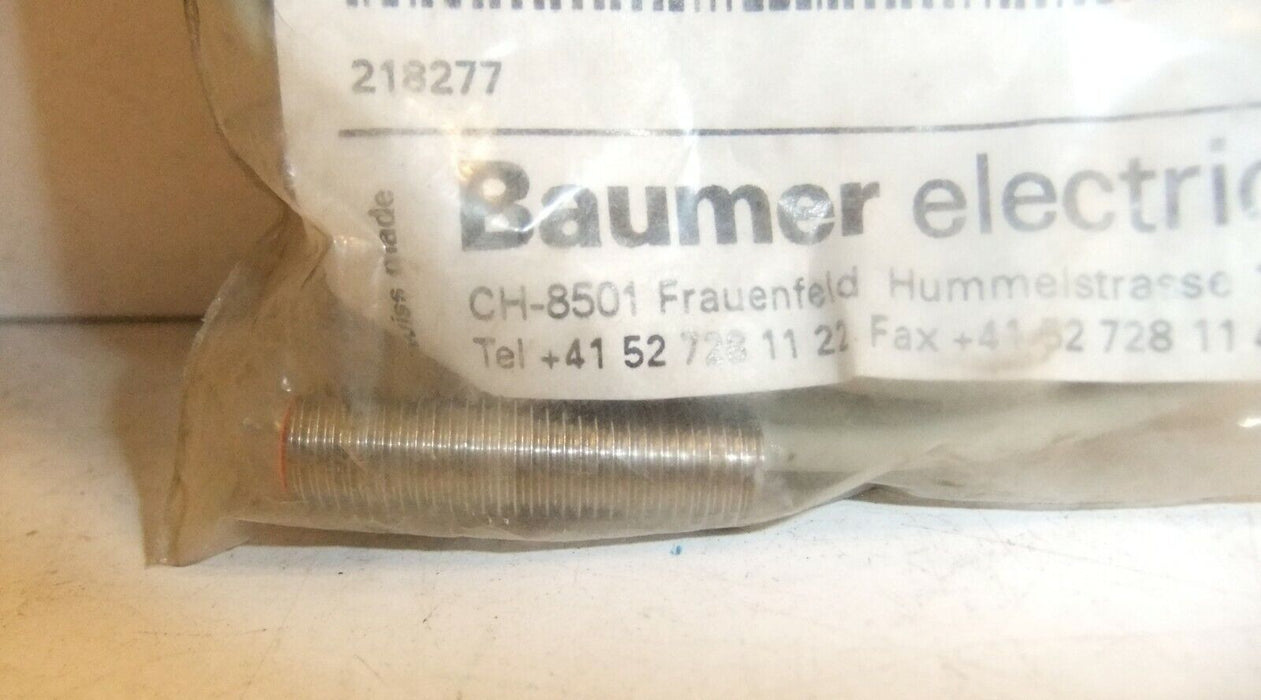 218277
Baumer electric
CH-8501 Frauenfeld Hummelstrasse
Tel +41 52 728 11 22 Fax +41 52 728 11
swiss made